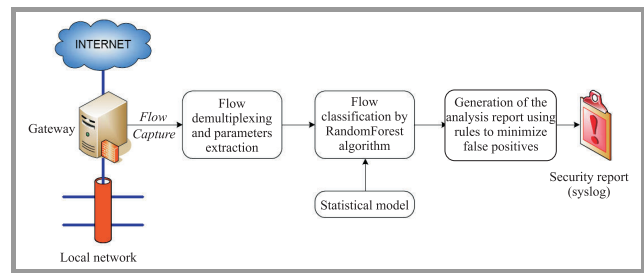 INTERNET
Gateway
Flow
Capture
Local network
Flow
demultiplexing
and parameters
extraction
Flow
classification by
RandomForest
algorithm
Statistical model
Generation of the
analysis report using
rules to minimize
false positives
Security report
(syslog)